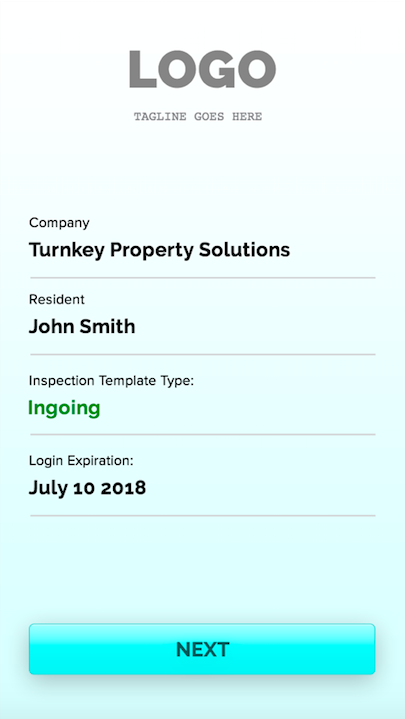 LOGO
TAGLINE GOES HERE
Company
Turnkey Property Solutions
Resident
John Smith
Inspection Template Type:
Ingoing
Login Expiration:
July 10 2018
NEXT